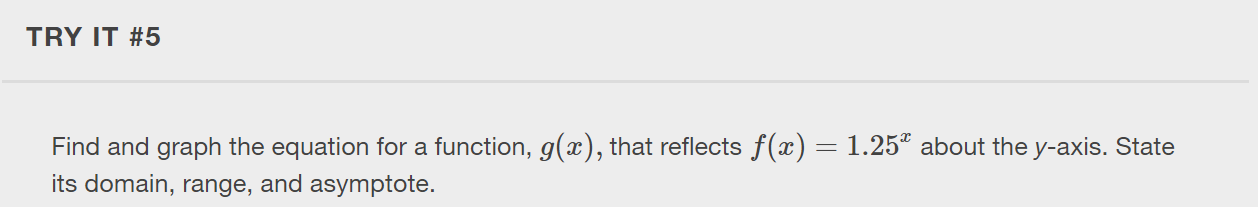 TRY IT #5
Find and graph the equation for a function, g(x), that reflects f(x) = 1.25^x about the y-axis. State
its domain, range, and asymptote.